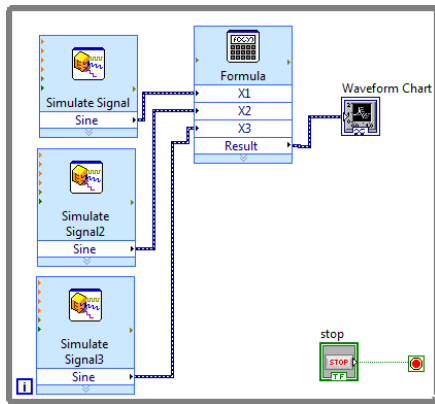 Simulate Signal
Sine
Simulate
Signal2
Sine
Simulate
Signal3
Sine
i
Formula
X1
X2
X3
Result
Waveform Chart
stop
STOP
TF